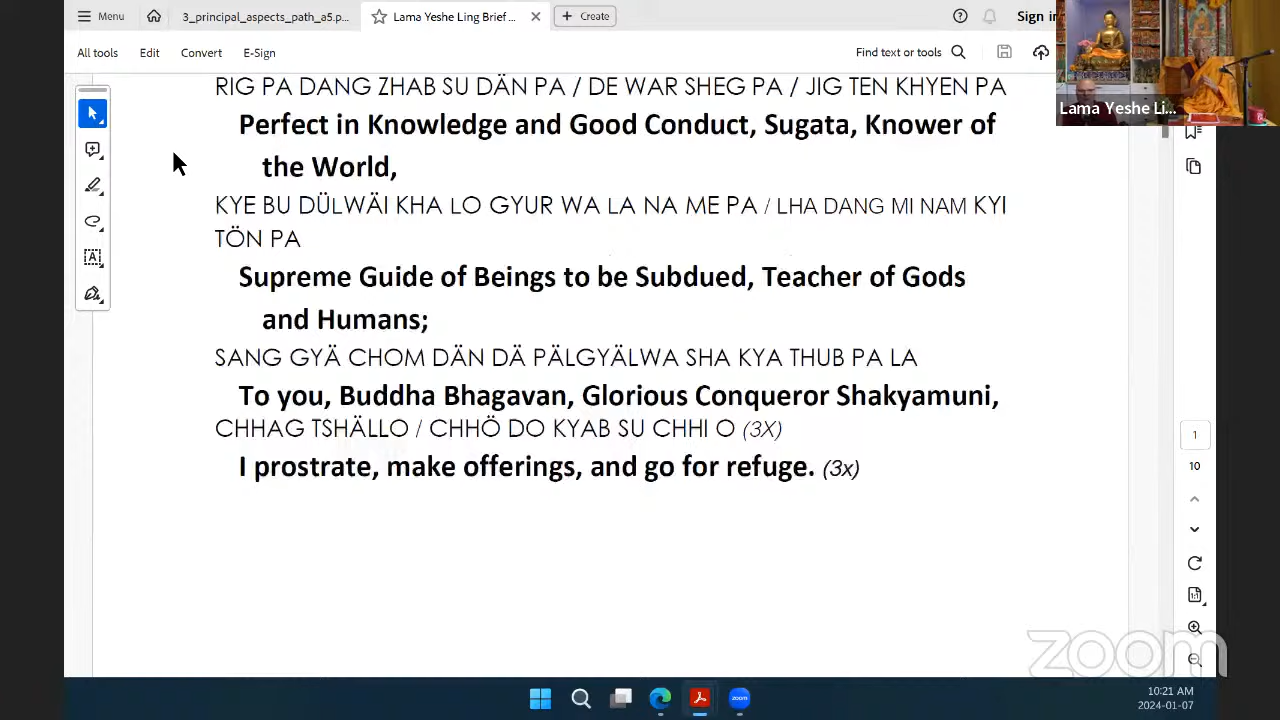 Menu
3_principal_aspects_path_a5.p...
Lama Yeshe Ling Brief ...
Create
Sign in
All tools
Edit
Convert
E-Sign
Find text or tools
Lama Yeshe Li...
RIG PA DANG ZHAB SU DÄN PA / DE WAR SHEG PA / JIG TEN KHYEN PA
Perfect in Knowledge and Good Conduct, Sugata, Knower of
the World,
KYE BU DÜLWÄI KHA LO GYUR WA LA NA ME PA / LHA DANG MI NAM KYI
TÖN PA
Supreme Guide of Beings to be Subdued, Teacher of Gods
and Humans;
SANG GYÄ CHOM DÄN DÄ PÄLGYÄLWA SHA KYA THUB PA LA
To you, Buddha Bhagavan, Glorious Conqueror Shakyamuni,
CHHAG TSHÄLLO / CHHÖ DO KYAB SU CHHI O (3X)
I prostrate, make offerings, and go for refuge. (3x)
1
10
zoom
zoom
10:21 AM
2024-01-07